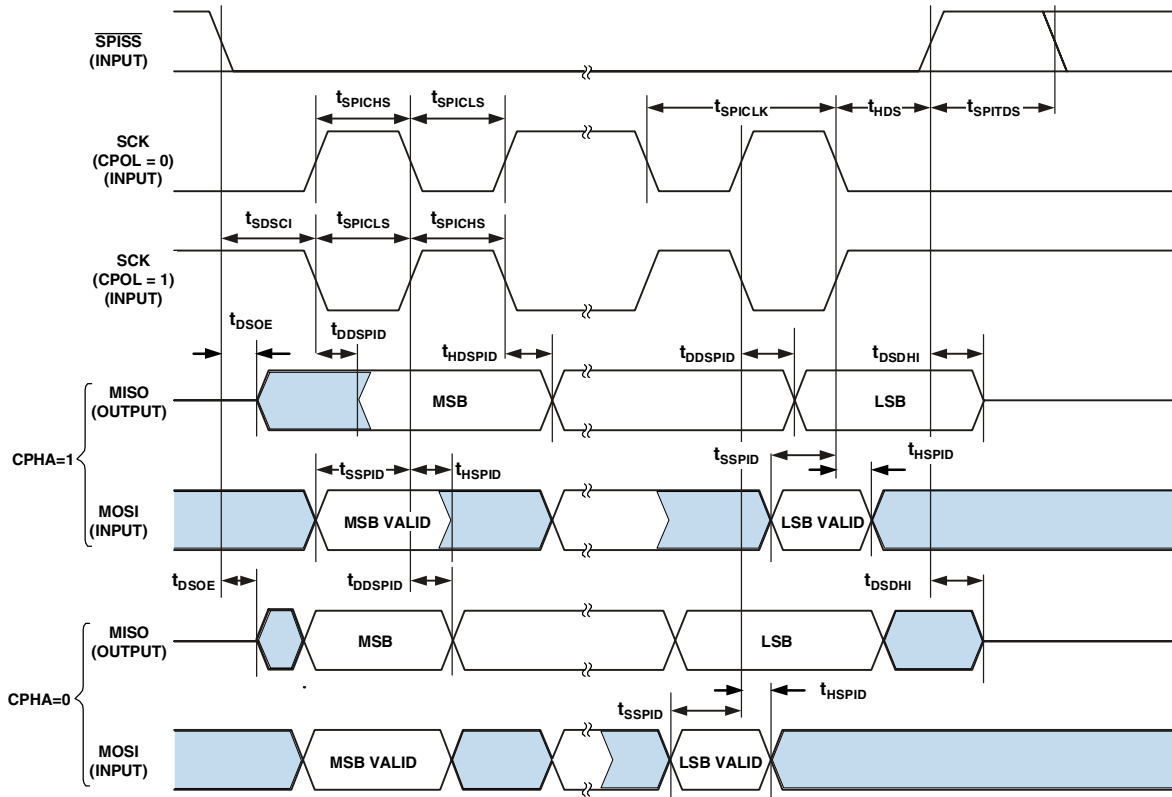 SPISS
(INPUT)
tSPICHS tSPICLS tSPICLK tHDS tSPITDS
SCK
(CPOL = 0)
(INPUT)
tSDSCI tSPICLS tSPICHS
SCK
(CPOL = 1)
(INPUT)
tDSOE tDDSPID tHDSPID tDDSPID tDSDHI
CPHA=1
MISO
(OUTPUT)
MSB LSB
tSSPID tHSPID tSSPID tHSPID
MOSI
(INPUT)
MSB VALID LSB VALID
tDSOE tDDSPID tDSDHI
CPHA=0
MISO
(OUTPUT)
MSB LSB
tSSPID tHSPID
MOSI
(INPUT)
MSB VALID LSB VALID